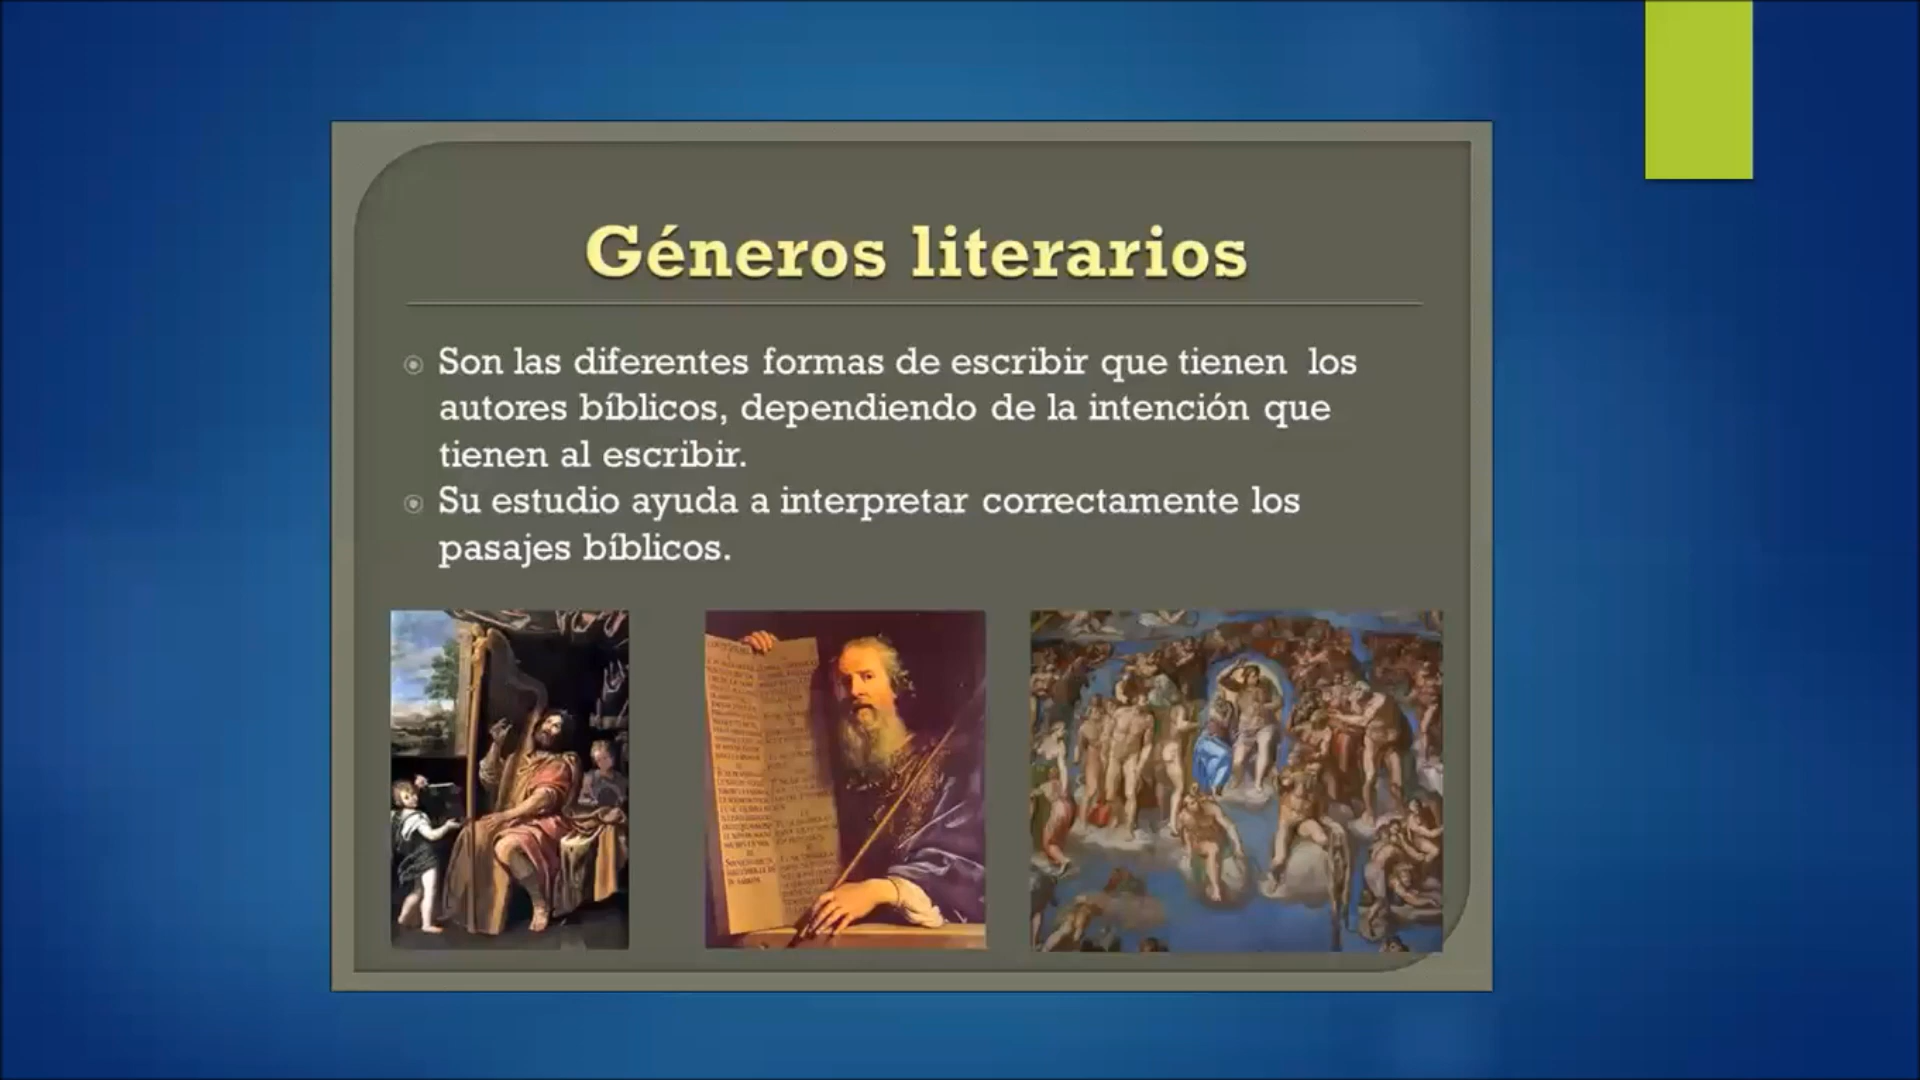 Géneros literarios
Son las diferentes formas de escribir que tienen los
autores bíblicos, dependiendo de la intención que
tienen al escribir.
Su estudio ayuda a interpretar correctamente los
pasajes bíblicos.